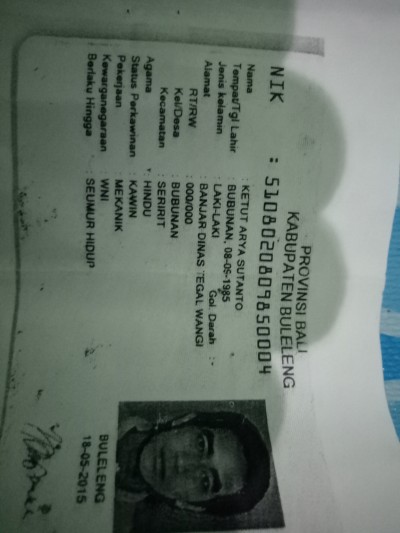 PROVINSI BALI
KABUPATEN BULELENG
NIK : 5108020809850004
Nama : KETUT ARYA SUTANTO
Tempat/Tgl Lahir : BUBUNAN, 08-09-1985
Jenis kelamin : LAKI-LAKI Gol. Darah : -
Alamat : BANJAR DINAS TEGAL WANGI
RT/RW : 000/000
Kel/Desa : BUBUNAN
Kecamatan : SERIRIT
Agama : HINDU
Status Perkawinan : KAWIN
Pekerjaan : MEKANIK
Kewarganegaraan : WNI
Berlaku Hingga : SEUMUR HIDUP
BULELENG
18-05-2015